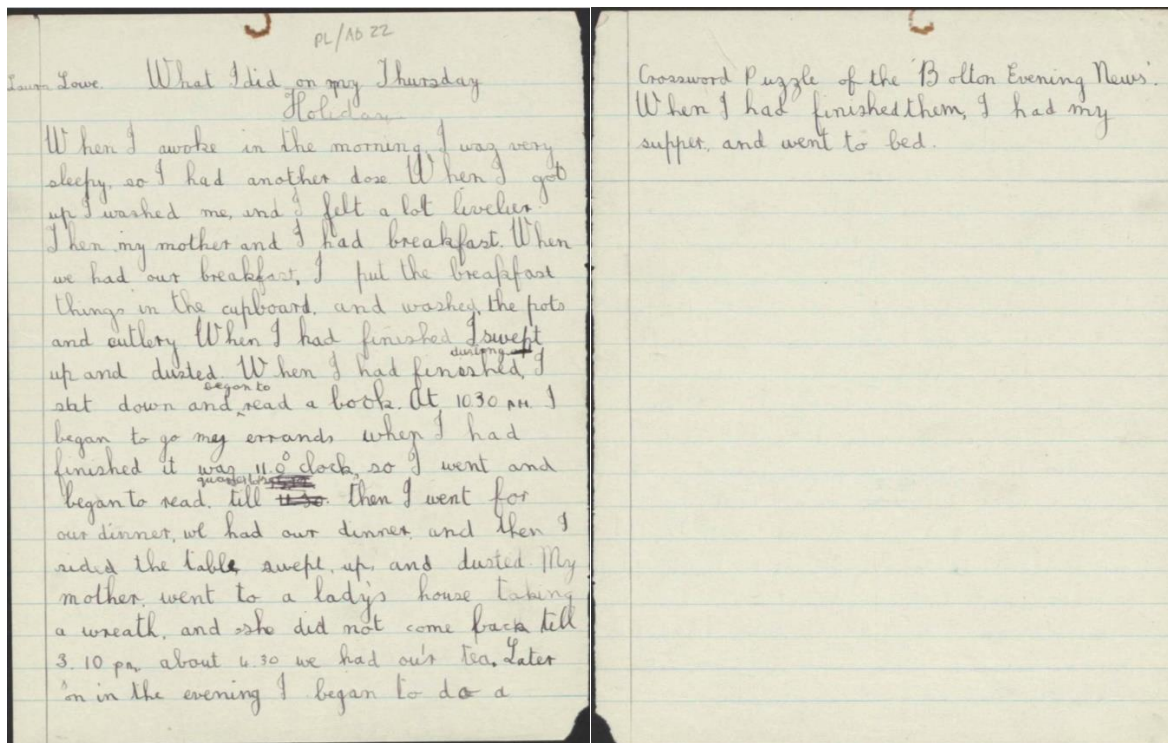 PL/AD 22
Laura Lowe. What I did on my Thursday
Holiday
When I awoke in the morning, I was very
sleepy, so I had another doze When I got
up I washed me, and I felt a lot livelier.
Then my mother and I had breakfast. When
we had our breakfast, I put the breakfast
things in the cupboard, and washed, the pots
and cutlery When I had finished I swept
up and dusted. When I had finished dusting, I
sat down and began to read a book. At 10 30 AM I
began to go my errands when I had
finished it was 11.0 clock, so I went and
began to read. till then I went for
our dinner, we had our dinner, and then I
sided the table, swept, up, and dusted. My
mother, went to a lady's house taking
a wreath, and she did not come back till
3.10 pm about 4.30 we had our tea. Later
on in the evening I began to do a
Crossword Puzzle of the 'Bolton Evening News'.
When I had finished them, I had my
supper, and went to bed.